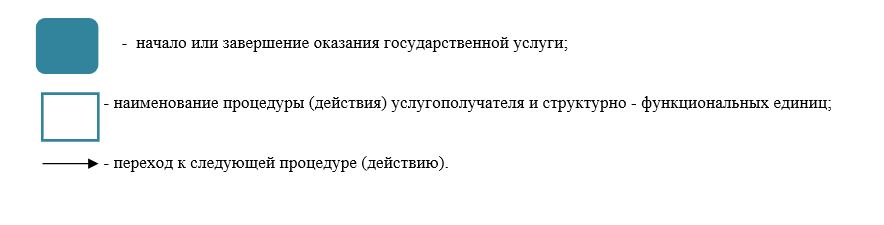 - начало или завершение оказания государственной услуги;
- наименование процедуры (действия) услугополучателя и структурно - функциональных единиц;
- переход к следующей процедуре (действию).